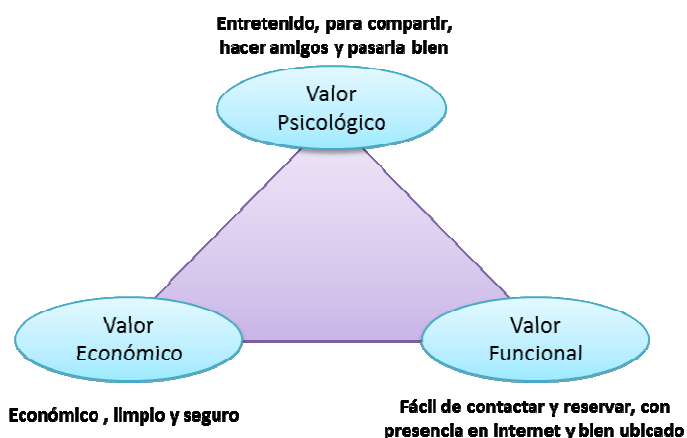 Entretenido, para compartir,
hacer amigos y pasarla bien
Valor
Psicológico
Valor
Económico
Valor
Funcional
Económico , limpio y seguro
Fácil de contactar y reservar, con
presencia en internet y bien ubicado